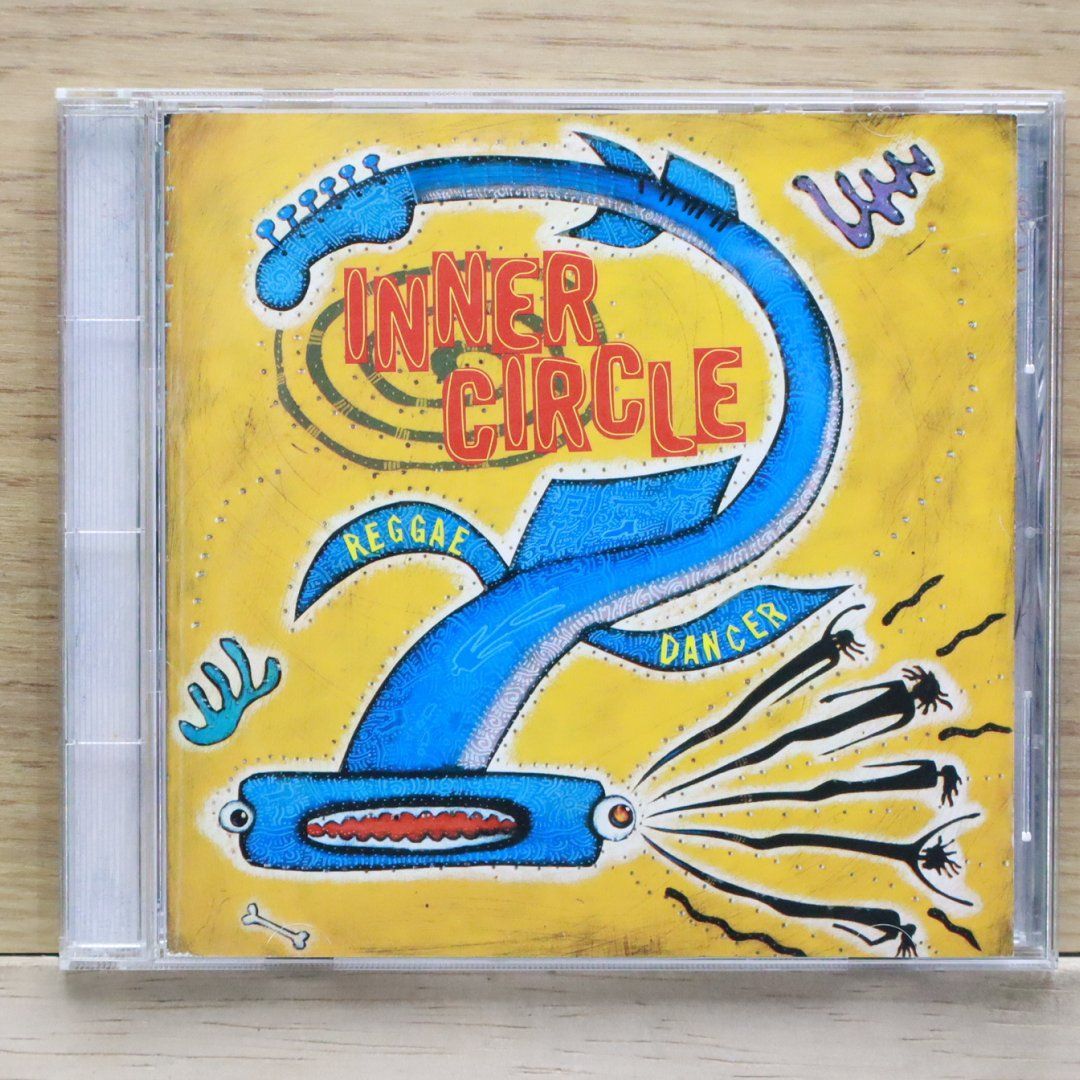 INNER
CIRCLE
REGGAE
DANCER